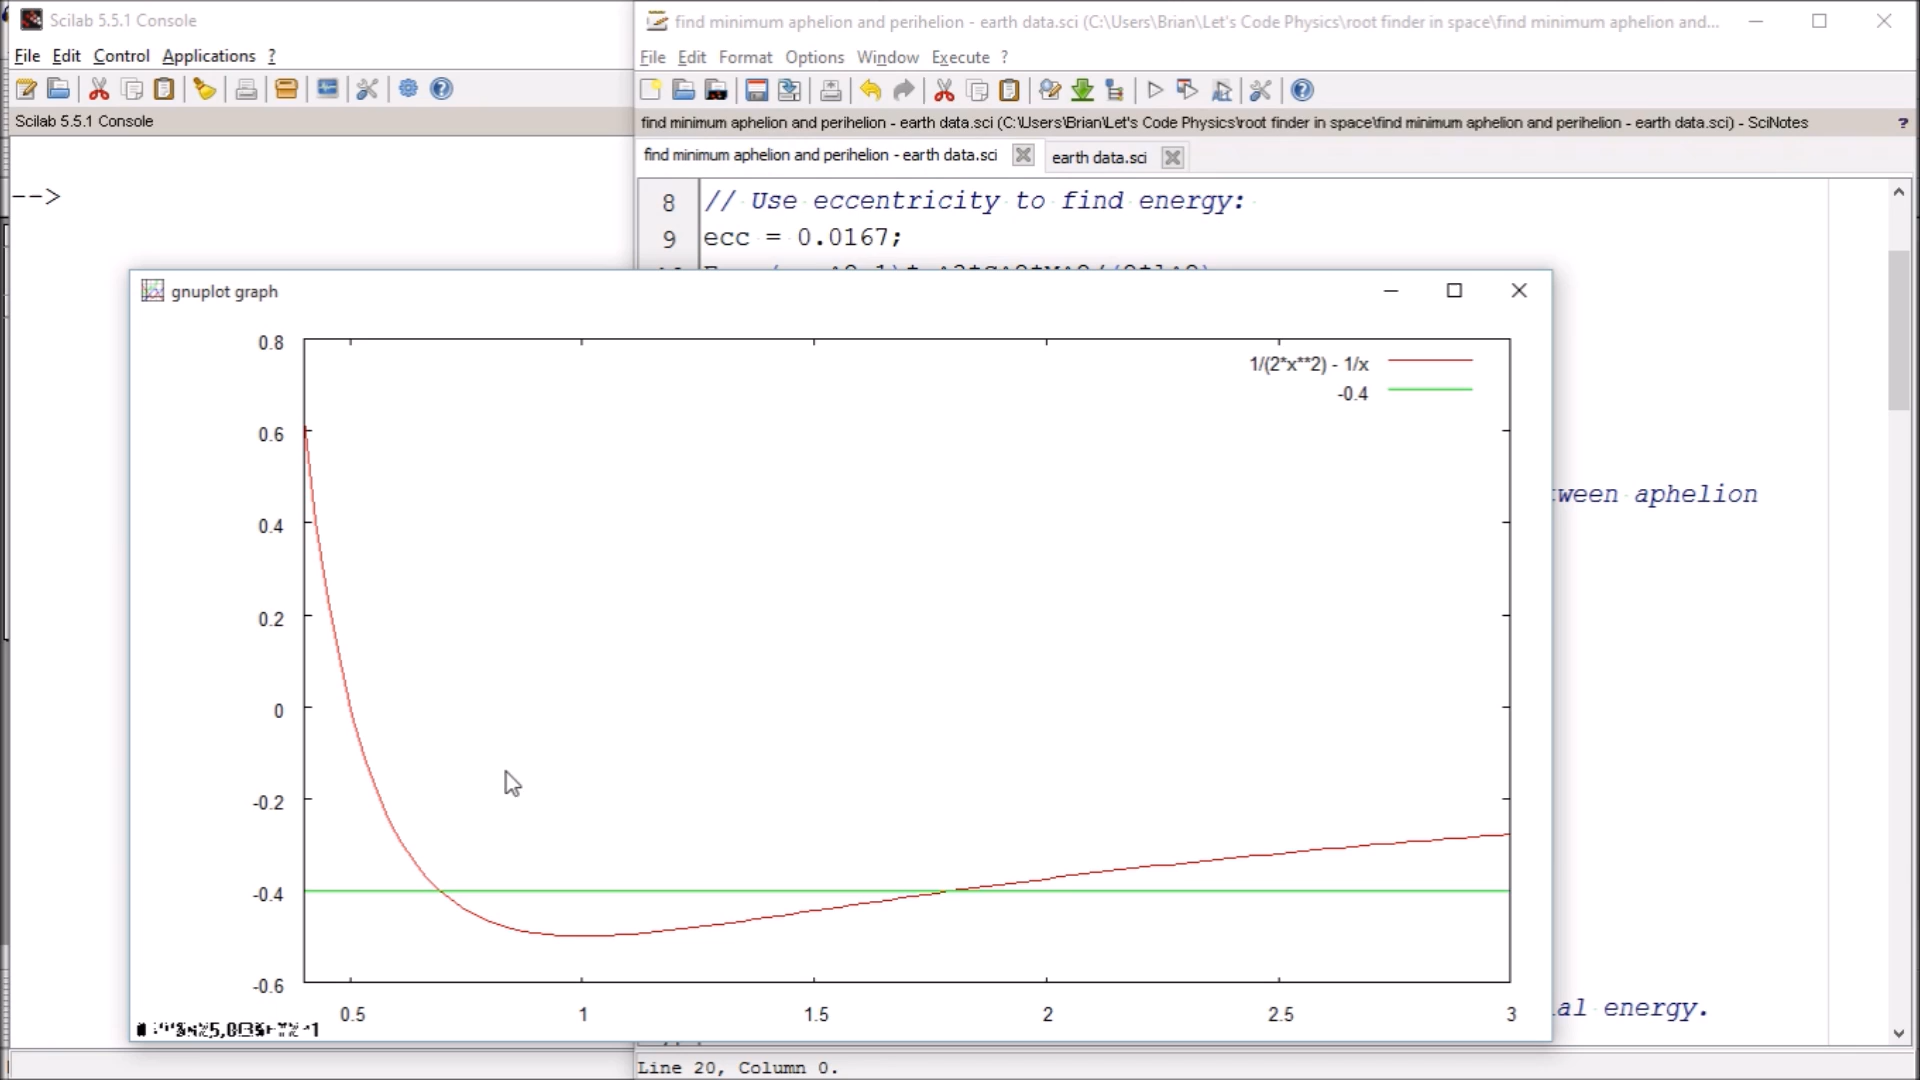 Scilab 5.5.1 Console
File Edit Control Applications ?
Scilab 5.5.1 Console
-->
find minimum aphelion and perihelion - earth data.sci (C:\Users\Brian\Let's Code Physics\root finder in space\find minimum aphelion and...
File Edit Format Options Window Execute ?
find minimum aphelion and perihelion - earth data.sci (C:\Users\Brian\Let's Code Physics\root finder in space\find minimum aphelion and perihelion - earth data.sci) - SciNotes ?
find minimum aphelion and perihelion - earth data.sci
earth data.sci
8 // Use eccentricity to find energy:
9 ecc = 0.0167;
gnuplot graph
1/(2*x**2) - 1/x
-0.4
0.8
0.6
0.4
0.2
0
-0.2
-0.4
-0.6
0.5 1 1.5 2 2.5 3
tween aphelion
al energy.
Line 20, Column 0.